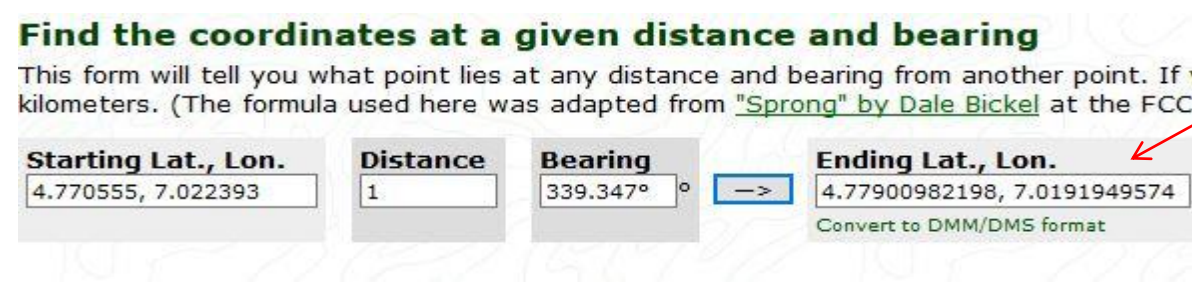 Find the coordinates at a given distance and bearing
This form will tell you what point lies at any distance and bearing from another point. If
kilometers. (The formula used here was adapted from "Sprong" by Dale Bickel at the FCC
Starting Lat., Lon. Distance Bearing Ending Lat., Lon.
4.770555, 7.022393 1 339.347° ° --> 4.77900982198, 7.0191949574
Convert to DMM/DMS format